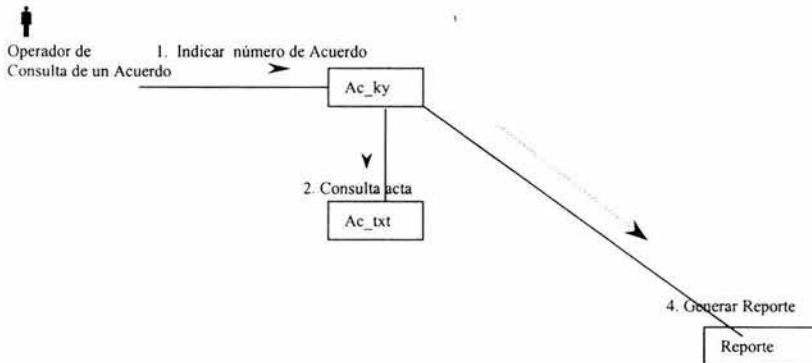 Operador de
Consulta de un Acuerdo
1. Indicar número de Acuerdo
Ac_ky
2. Consulta acta
Ac_txt
4. Generar Reporte
Reporte